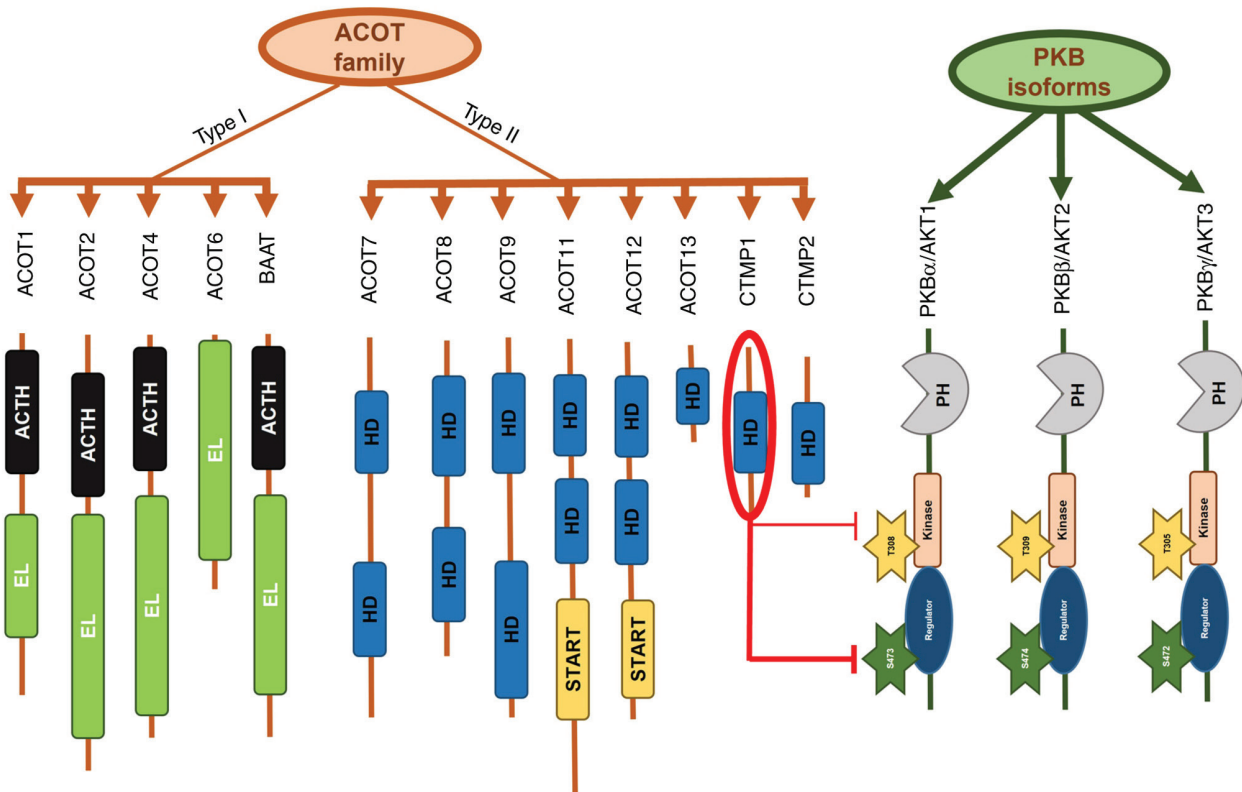 ACOT
family
PKB
isoforms
Type I
Type II
ACOT1
ACOT2
ACOT4
ACOT6
BAAT
ACOT7
ACOT8
ACOT9
ACOT11
ACOT12
ACOT13
CTMP1
CTMP2
PKBα/AKT1
PKBβ/AKT2
PKBγ/AKT3
ACTH
EL
ACTH
EL
ACTH
EL
EL
ACTH
EL
HD
HD
HD
HD
HD
HD
HD
HD
START
HD
HD
START
HD
HD
HD
PH
Kinase
T308
Regulator
S473
PH
Kinase
T309
Regulator
S474
PH
Kinase
T305
Regulator
S472